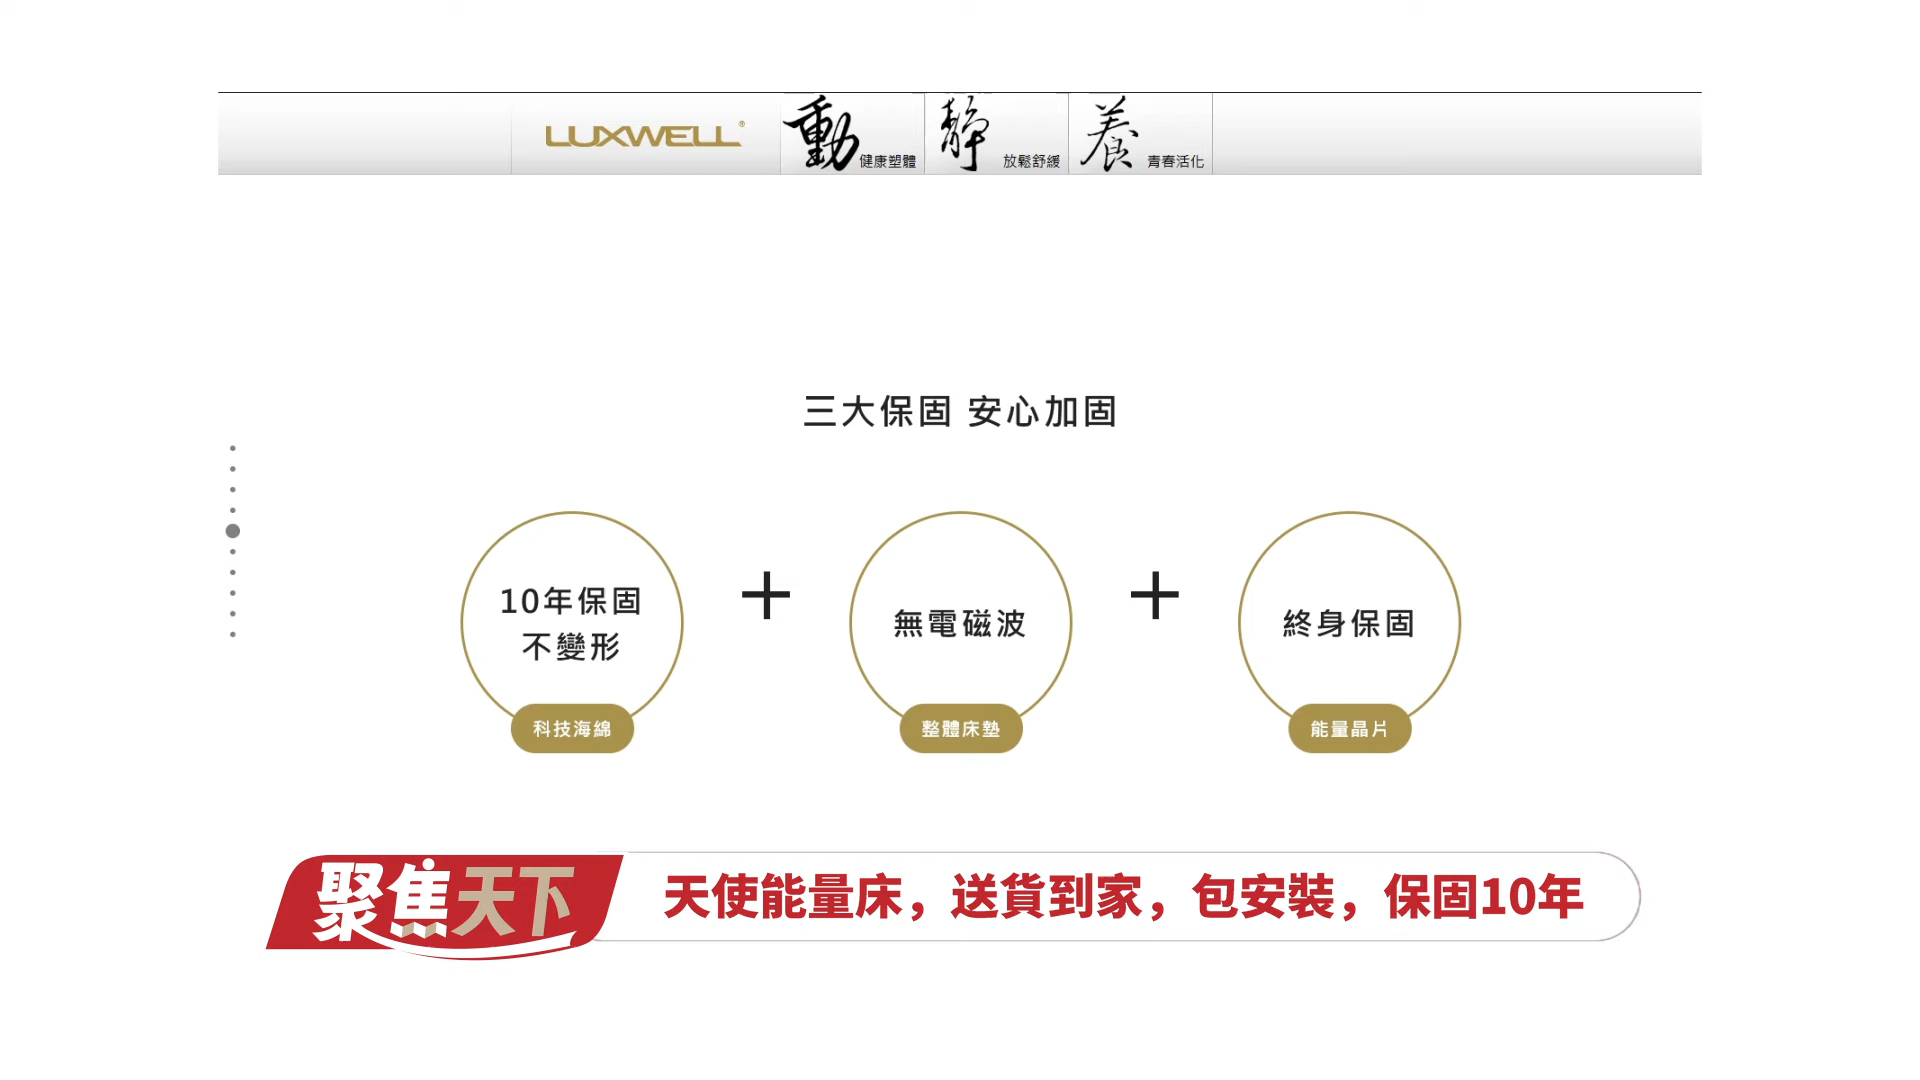 LUXWELL®
動 健康塑體
靜 放鬆舒緩
養 青春活化
三大保固 安心加固
10年保固
不變形
科技海綿
+
無電磁波
整體床墊
+
終身保固
能量晶片
聚焦天下
天使能量床，送貨到家，包安裝，保固10年